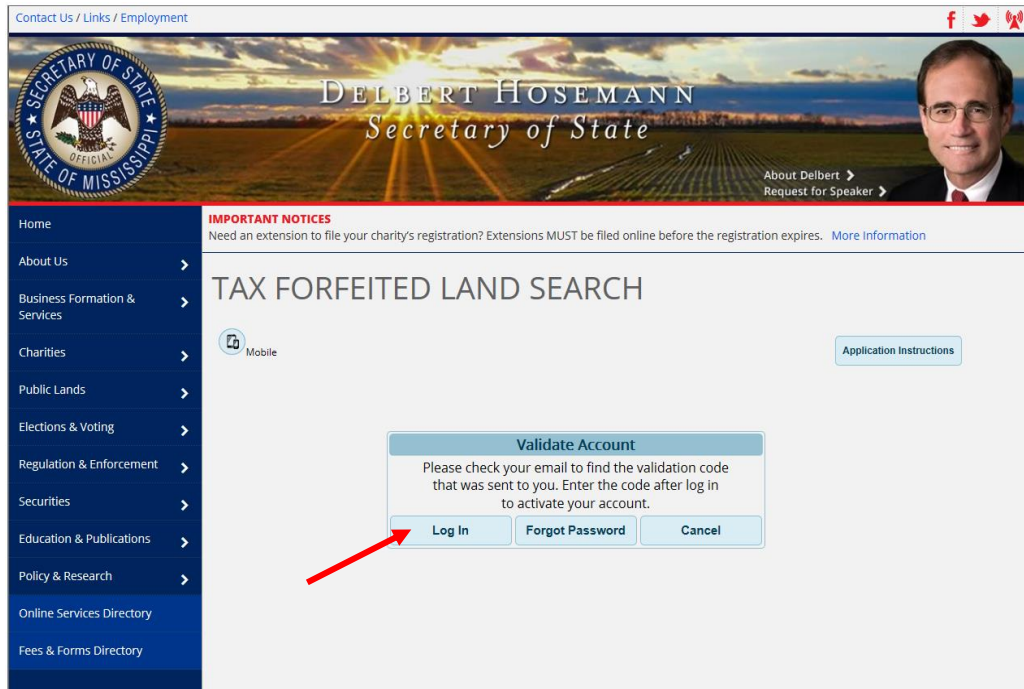 Contact Us / Links / Employment
SECRETARY OF STATE
STATE OF MISSISSIPPI
OFFICIAL
DELBERT HOSEMANN
Secretary of State
About Delbert
Request for Speaker
Home
About Us
Business Formation &
Services
Charities
Public Lands
Elections & Voting
Regulation & Enforcement
Securities
Education & Publications
Policy & Research
Online Services Directory
Fees & Forms Directory
IMPORTANT NOTICES
Need an extension to file your charity's registration? Extensions MUST be filed online before the registration expires. More Information
TAX FORFEITED LAND SEARCH
Mobile
Application Instructions
Validate Account
Please check your email to find the validation code
that was sent to you. Enter the code after log in
to activate your account.
Log In Forgot Password Cancel